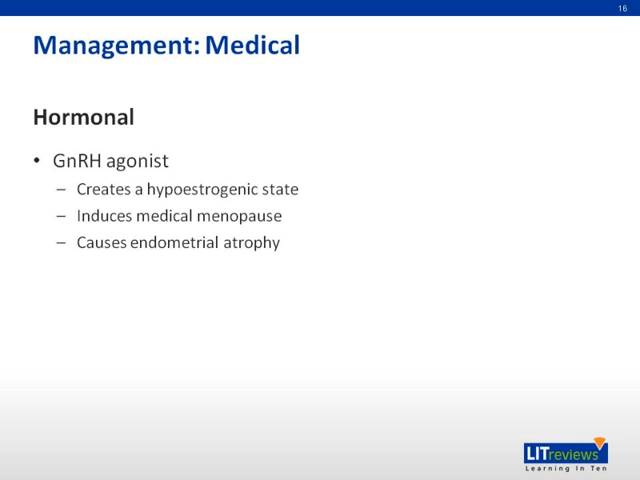 16
Management: Medical
Hormonal
• GnRH agonist
– Creates a hypoestrogenic state
– Induces medical menopause
– Causes endometrial atrophy
LITreviews
Learning In Ten